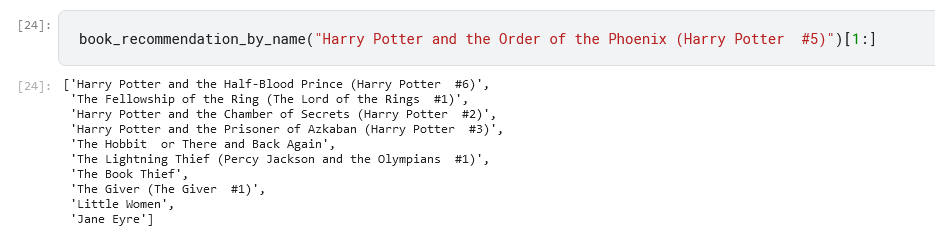 [24]:
book_recommendation_by_name("Harry Potter and the Order of the Phoenix (Harry Potter  #5)")[1:]
[24]: ['Harry Potter and the Half-Blood Prince (Harry Potter  #6)',
'The Fellowship of the Ring (The Lord of the Rings  #1)',
'Harry Potter and the Chamber of Secrets (Harry Potter  #2)',
'Harry Potter and the Prisoner of Azkaban (Harry Potter  #3)',
'The Hobbit  or There and Back Again',
'The Lightning Thief (Percy Jackson and the Olympians  #1)',
'The Book Thief',
'The Giver (The Giver  #1)',
'Little Women',
'Jane Eyre']